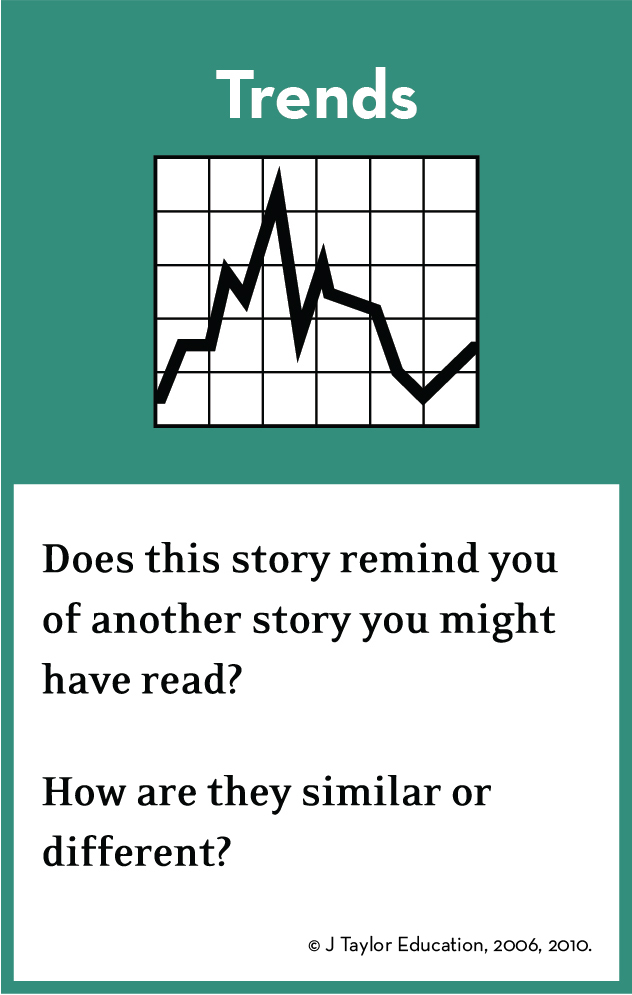 Trends
Does this story remind you
of another story you might
have read?
How are they similar or
different?
© J Taylor Education, 2006, 2010.